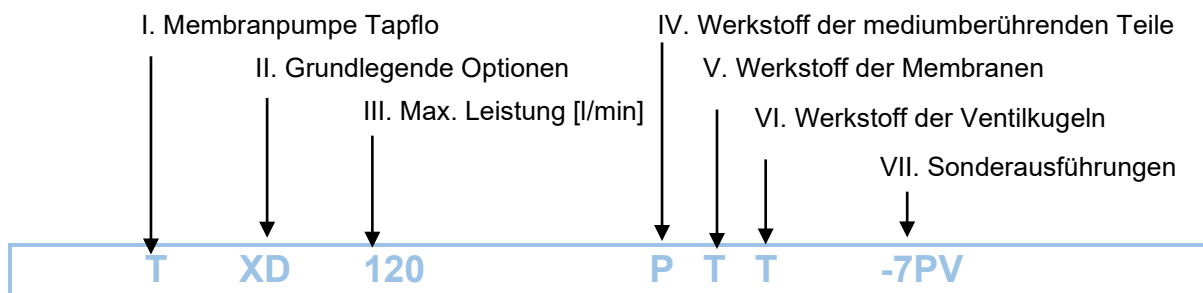 I. Membranpumpe Tapflo
IV. Werkstoff der mediumberührenden Teile
II. Grundlegende Optionen
V. Werkstoff der Membranen
III. Max. Leistung [l/min]
VI. Werkstoff der Ventilkugeln
VII. Sonderausführungen
T XD 120 P T T -7PV